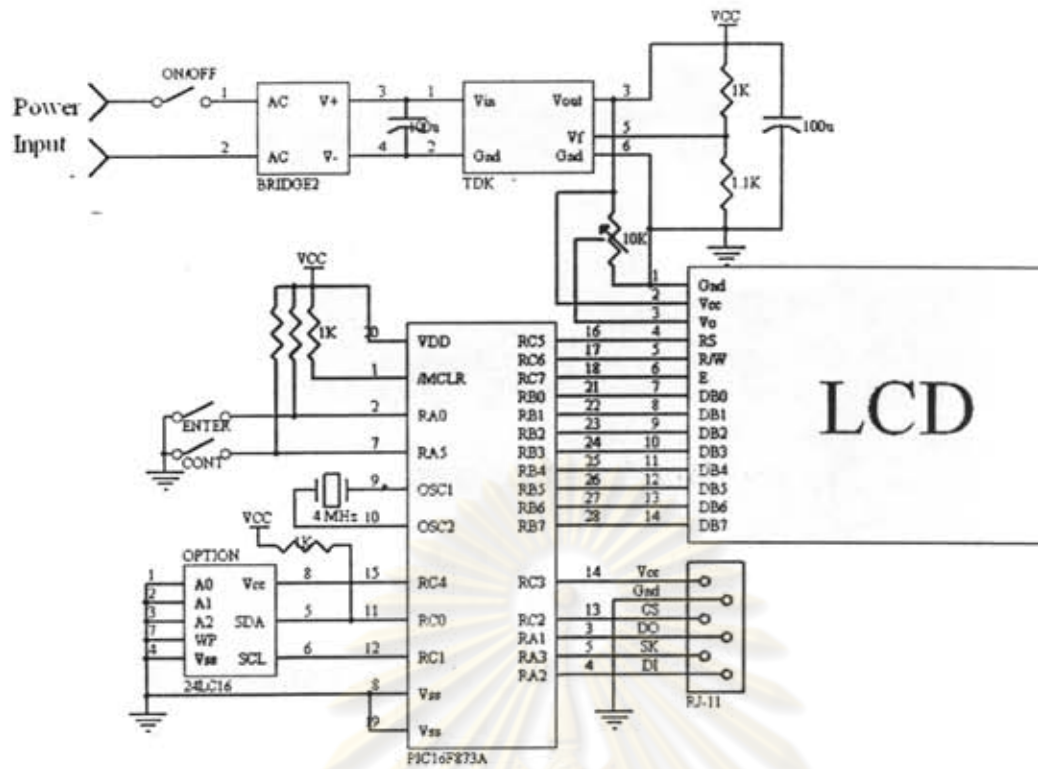 VCC
ON/OFF
Power
Input
1
2
AC V+
AC V-
BRIDGE2
3
4
100u
1
2
Vin Vout
Vf
Gnd Gnd
TDK
3
5
6
1K
1.1K
100u
10K
VCC
1K
ENTER
CONT
4 MHz
20 VDD
1 /MCLR
2 RA0
7 RA5
9 OSC1
10 OSC2
15 RC4
11 RC0
12 RC1
8 Vss
19 Vss
RC5 16 4 RS
RC6 17 5 R/W
RC7 18 6 E
RB0 21 7 DB0
RB1 22 8 DB1
RB2 23 9 DB2
RB3 24 10 DB3
RB4 25 11 DB4
RB5 26 12 DB5
RB6 27 13 DB6
RB7 28 14 DB7
1 Gnd
2 Vcc
3 Vo
LCD
VCC
1K
OPTION
1 A0 Vcc 8
2 A1
3 A2 SDA 5
7 WP
4 Vss SCL 6
24LC16
RC3 14 Vcc
Gnd
RC2 13 CS
RA1 3 DO
RA3 5 SK
RA2 4 DI
RJ-11
PIC16F873A